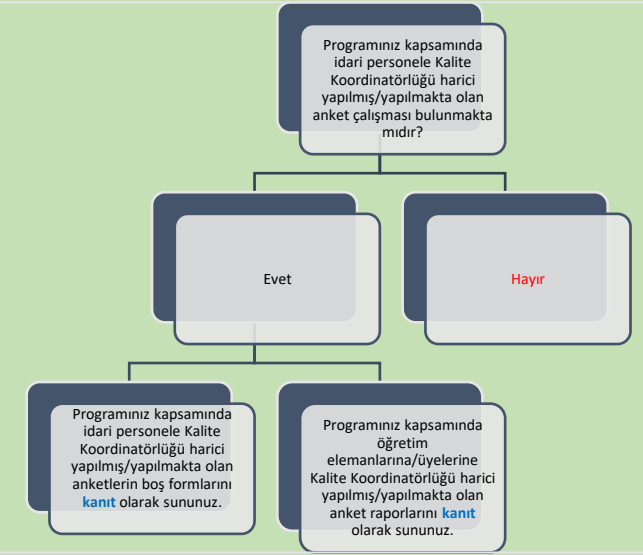 Programınız kapsamında
idari personele Kalite
Koordinatörlüğü harici
yapılmış/yapılmakta olan
anket çalışması bulunmakta
mıdır?
Evet
Hayır
Programınız kapsamında
idari personele Kalite
Koordinatörlüğü harici
yapılmış/yapılmakta olan
anketlerin boş formlarını
kanıt olarak sununuz.
Programınız kapsamında
öğretim
elemanlarına/üyelerine
Kalite Koordinatörlüğü harici
yapılmış/yapılmakta olan
anket raporlarını kanıt
olarak sununuz.